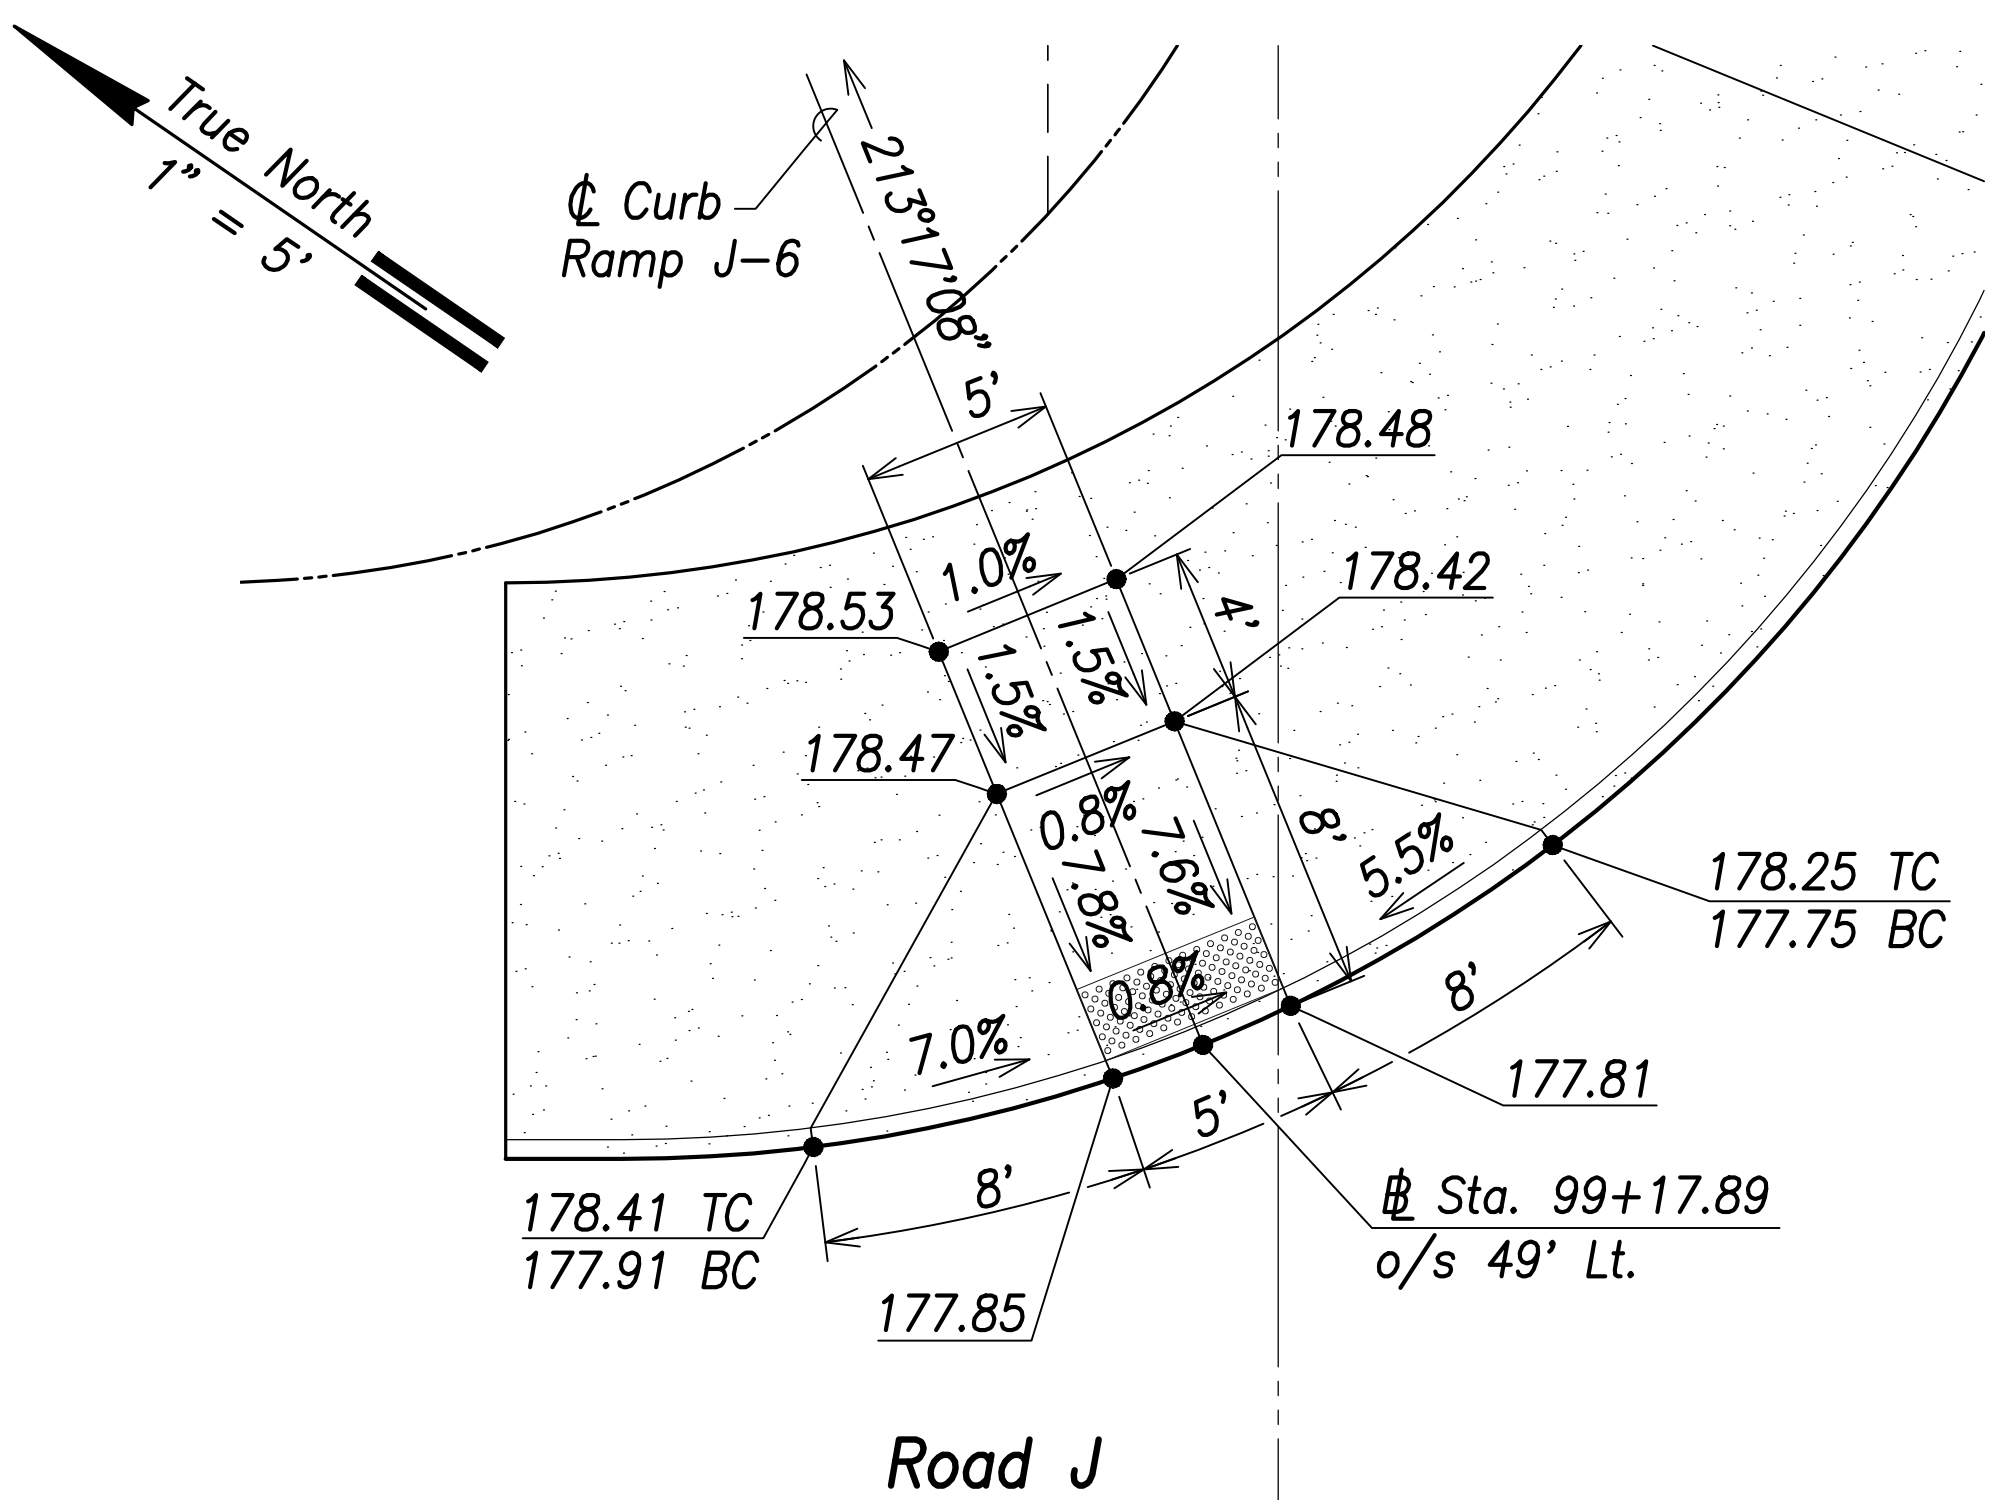 True North
1” = 5’
℄ Curb
Ramp J-6
213°17’08”
5’
178.48
178.42
1.0%
178.53
4’
1.5%
1.5%
178.47
0.8%
8’
7.8%
7.6%
5.5%
178.25 TC
177.75 BC
0.8%
8’
7.0%
177.81
5’
8’
178.41 TC
177.91 BC
177.85
BL Sta. 99+17.89
o/s 49’ Lt.
Road J